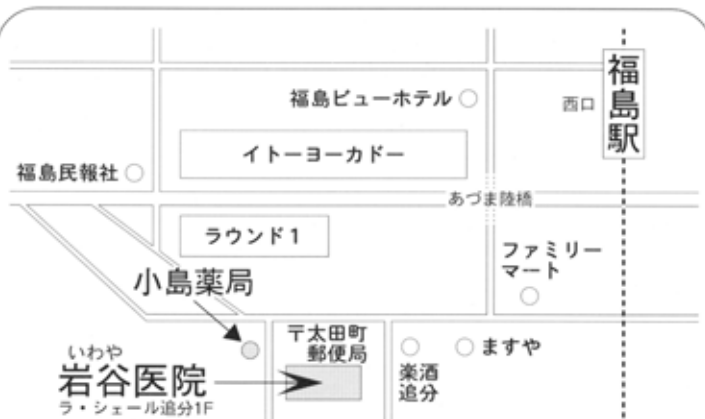 福島駅
西口
福島ビューホテル
イトーヨーカドー
福島民報社
あづま陸橋
ラウンド1
ファミリー
マート
小島薬局
〒太田町
郵便局
ますや
楽酒
追分
いわや
岩谷医院
ラ・シェール追分1F